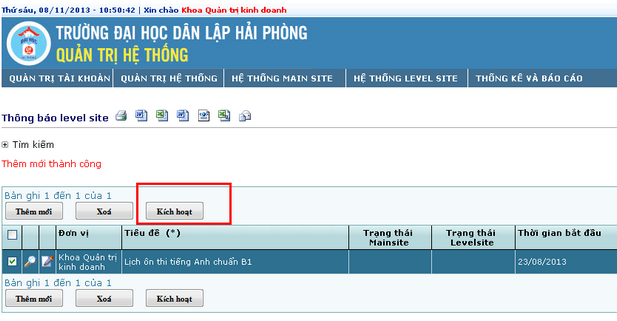 Thứ sáu, 08/11/2013 - 10:50:42 | Xin chào Khoa Quản trị kinh doanh
TRƯỜNG ĐẠI HỌC DÂN LẬP HẢI PHÒNG
QUẢN TRỊ HỆ THỐNG
QUẢN TRỊ TÀI KHOẢN QUẢN TRỊ HỆ THỐNG HỆ THỐNG MAIN SITE HỆ THỐNG LEVEL SITE THỐNG KÊ VÀ BÁO CÁO
Thông báo level site
Tìm kiếm
Thêm mới thành công
Bản ghi 1 đến 1 của 1
Thêm mới Xoá Kích hoạt
Đơn vị Tiêu đề (*) Trạng thái Mainsite Trạng thái Levelsite Thời gian bắt đầu
Khoa Quản trị kinh doanh Lịch ôn thi tiếng Anh chuẩn B1 23/08/2013
Bản ghi 1 đến 1 của 1
Thêm mới Xoá Kích hoạt